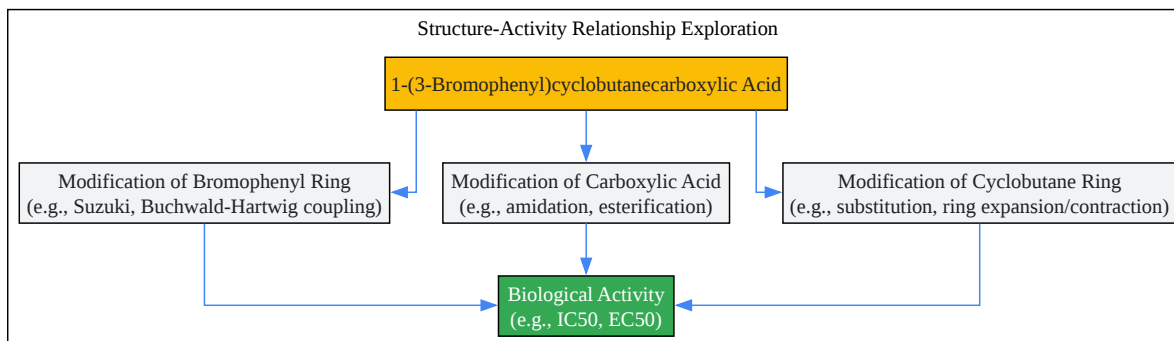 Structure-Activity Relationship Exploration
1-(3-Bromophenyl)cyclobutanecarboxylic Acid
Modification of Bromophenyl Ring
(e.g., Suzuki, Buchwald-Hartwig coupling)
Modification of Carboxylic Acid
(e.g., amidation, esterification)
Modification of Cyclobutane Ring
(e.g., substitution, ring expansion/contraction)
Biological Activity
(e.g., IC50, EC50)